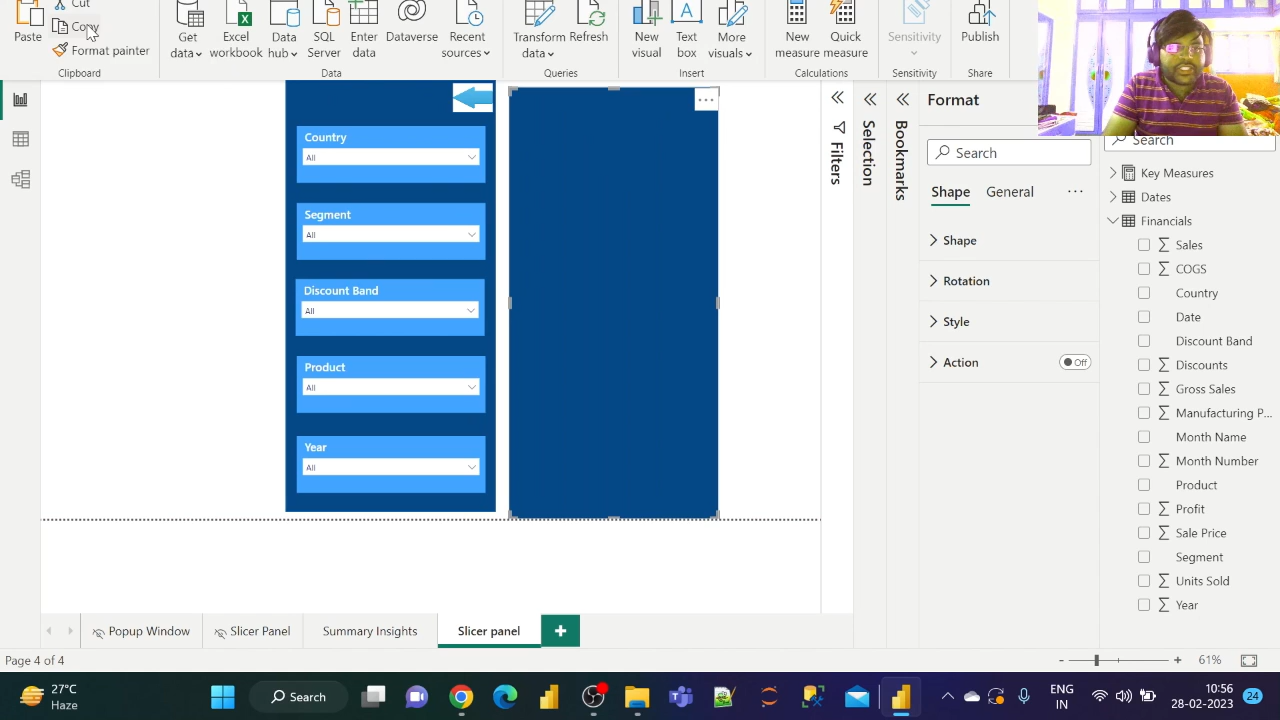 Cut
Copy
Format painter
Paste
Clipboard
Get data
Excel workbook
Data hub
SQL Server
Enter data
Dataverse
Recent sources
Data
Transform data
Refresh
Queries
New visual
Text box
More visuals
Insert
New measure
Quick measure
Calculations
Sensitivity
Sensitivity
Publish
Share
Country
All
Segment
All
Discount Band
All
Product
All
Year
All
...
Filters
Selection
Bookmarks
Format
Search
Shape
General
...
Shape
Rotation
Style
Action
Off
Search
Key Measures
Dates
Financials
Sales
COGS
Country
Date
Discount Band
Discounts
Gross Sales
Manufacturing P...
Month Name
Month Number
Product
Profit
Sale Price
Segment
Units Sold
Year
Popup Window
Slicer Panel
Summary Insights
Slicer panel
Page 4 of 4
- + 61%
27°C
Haze
Search
ENG
IN
10:56
28-02-2023
24